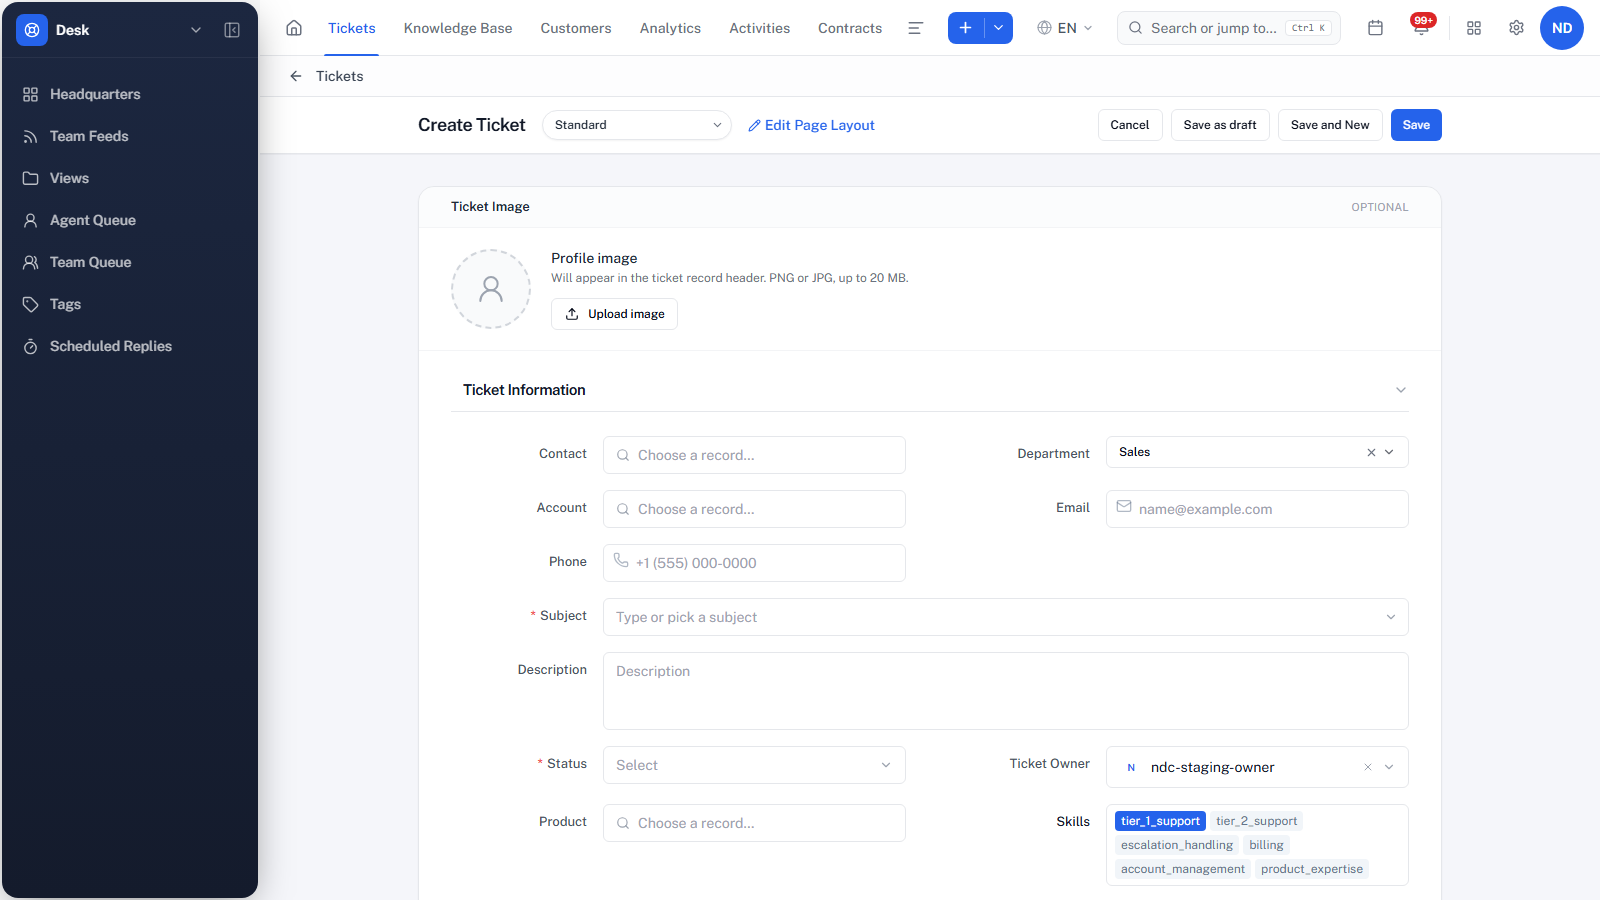 Desk
Headquarters
Team Feeds
Views
Agent Queue
Team Queue
Tags
Scheduled Replies
Tickets
Knowledge Base
Customers
Analytics
Activities
Contracts
EN
Search or jump to...
Ctrl K
99+
ND
Tickets
Create Ticket
Standard
Edit Page Layout
Cancel
Save as draft
Save and New
Save
Ticket Image
OPTIONAL
Profile image
Will appear in the ticket record header. PNG or JPG, up to 20 MB.
Upload image
Ticket Information
Contact
Choose a record...
Department
Sales
Account
Choose a record...
Email
name@example.com
Phone
+1 (555) 000-0000
* Subject
Type or pick a subject
Description
Description
* Status
Select
Ticket Owner
N
ndc-staging-owner
Product
Choose a record...
Skills
tier_1_support
tier_2_support
escalation_handling
billing
account_management
product_expertise